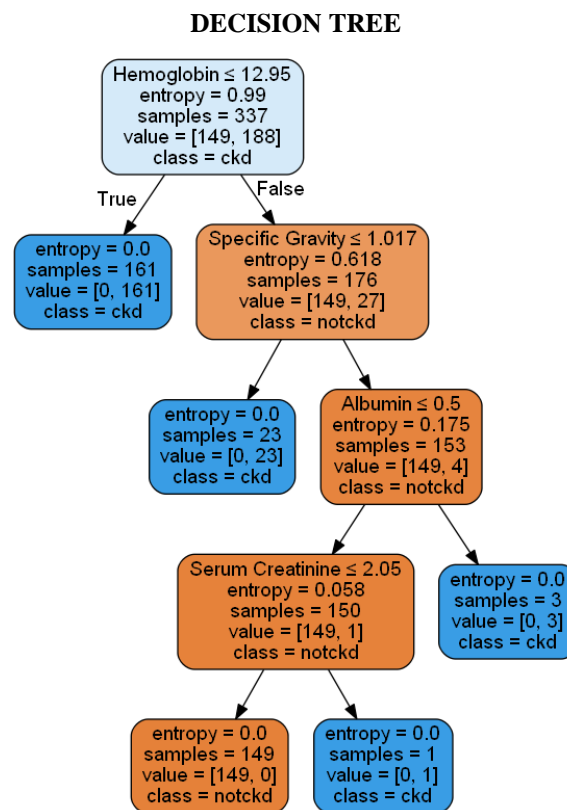 DECISION TREE
Hemoglobin ≤ 12.95
entropy = 0.99
samples = 337
value = [149, 188]
class = ckd
True
False
entropy = 0.0
samples = 161
value = [0, 161]
class = ckd
Specific Gravity ≤ 1.017
entropy = 0.618
samples = 176
value = [149, 27]
class = notckd
entropy = 0.0
samples = 23
value = [0, 23]
class = ckd
Albumin ≤ 0.5
entropy = 0.175
samples = 153
value = [149, 4]
class = notckd
Serum Creatinine ≤ 2.05
entropy = 0.058
samples = 150
value = [149, 1]
class = notckd
entropy = 0.0
samples = 3
value = [0, 3]
class = ckd
entropy = 0.0
samples = 149
value = [149, 0]
class = notckd
entropy = 0.0
samples = 1
value = [0, 1]
class = ckd